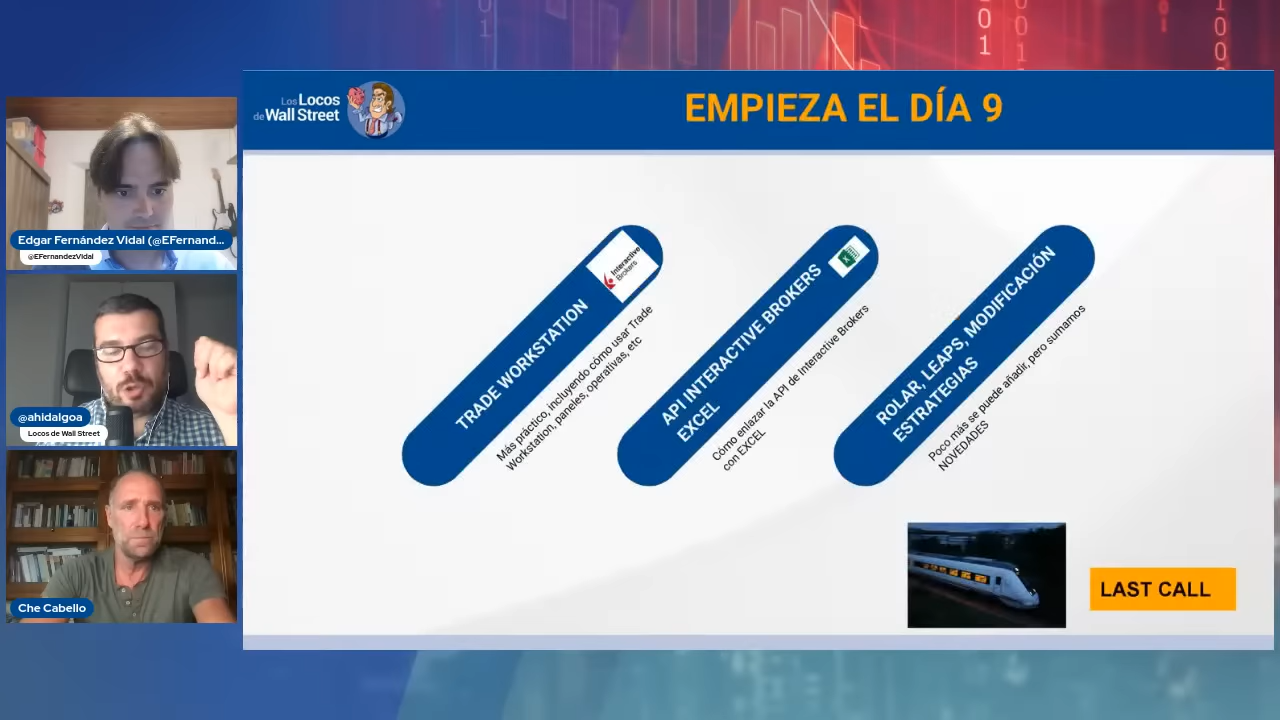 Los Locos
de Wall Street
EMPIEZA EL DÍA 9
Edgar Fernández Vidal (@EFernand...
@EFernandezVidal
@ahidalgoa
Locos de Wall Street
Che Cabello
TRADE WORKSTATION
Interactive
Brokers
Más práctico, incluyendo cómo usar Trade
Workstation, paneles, operativas, etc
API INTERACTIVE BROKERS
EXCEL
X
Cómo enlazar la API de Interactive Brokers
con EXCEL
ROLAR, LEAPS, MODIFICACIÓN
ESTRATEGIAS
Poco más se puede añadir, pero sumamos
NOVEDADES
LAST CALL